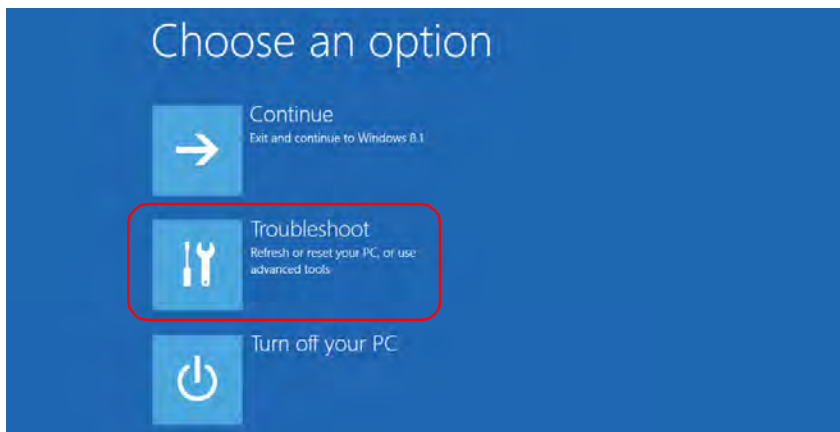 Choose an option
Continue
Exit and continue to Windows 8.1
Troubleshoot
Refresh or reset your PC, or use
advanced tools
Turn off your PC